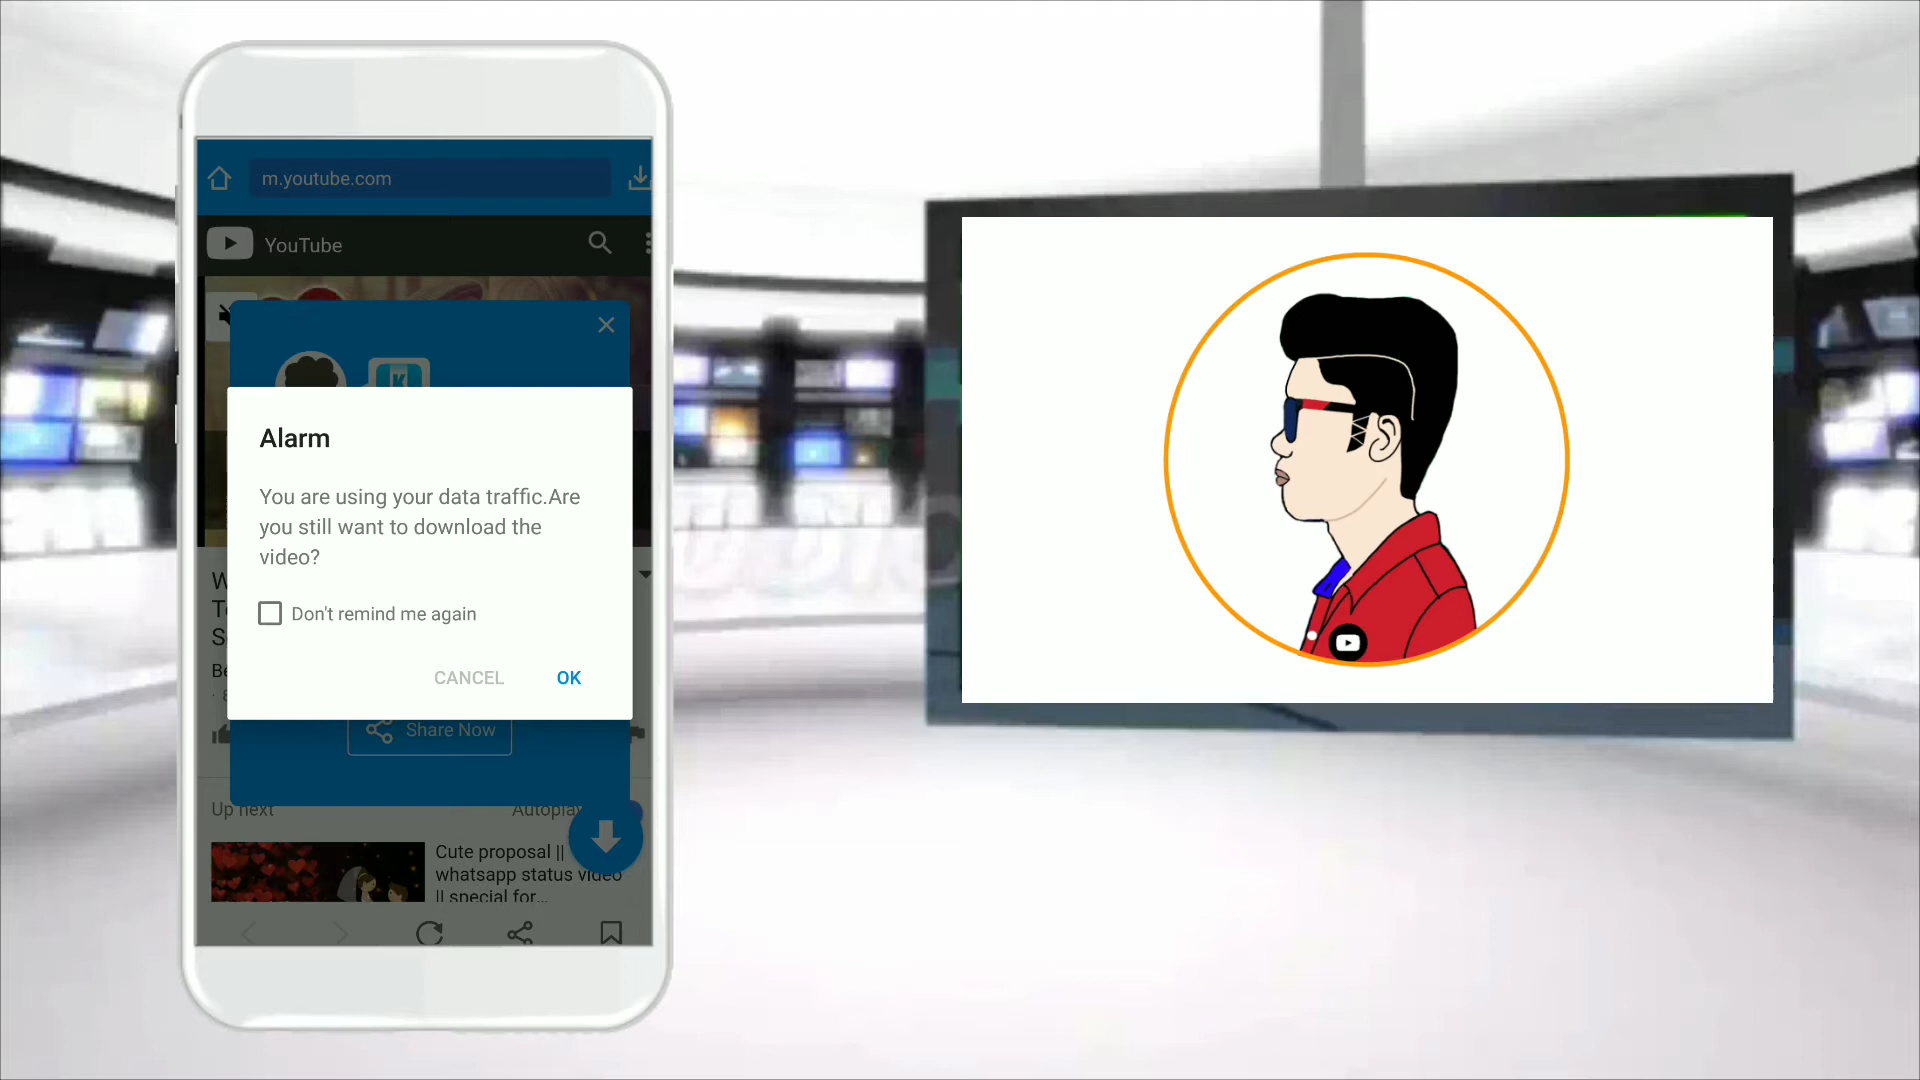 m.youtube.com
YouTube
K
Alarm
You are using your data traffic.Are
you still want to download the
video?
Don't remind me again
CANCEL
OK
Share Now
Up next
Autoplay
Cute proposal ||
whatsapp status video
|| special for...